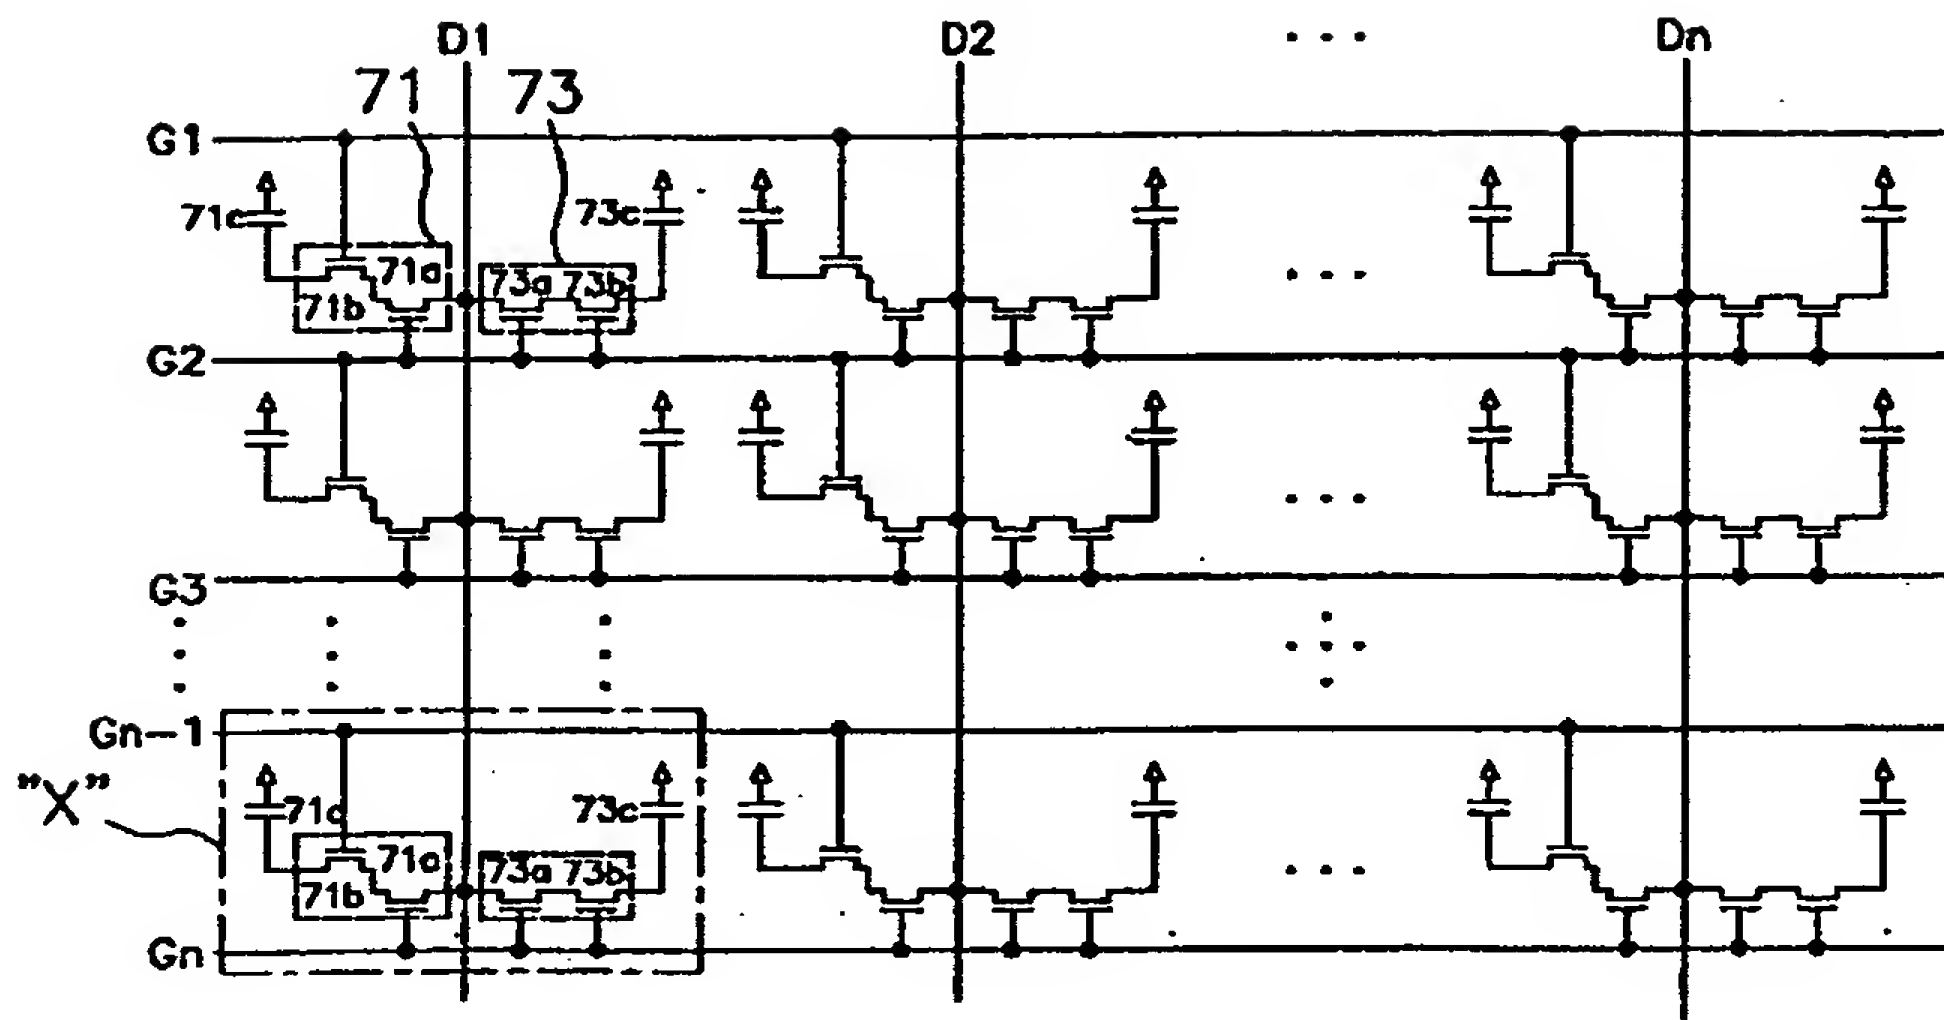 D1 D2 ... Dn
71 73
G1
71c 73c
71a 73a 73b
71b
G2
...
G3
...
Gn-1
"X"
71c 73c
71a 73a 73b
71b
...
Gn